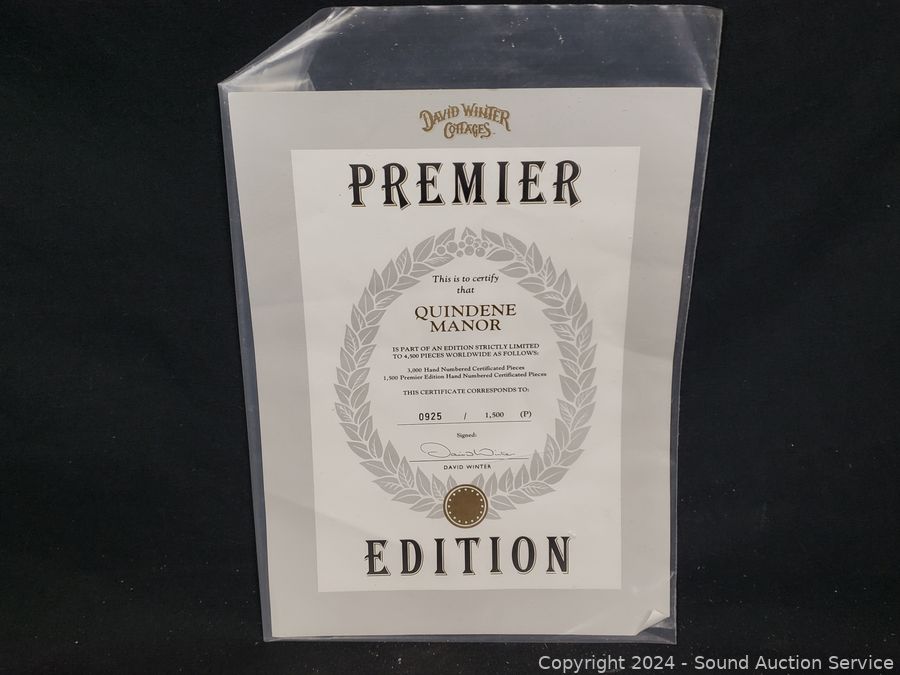 DAVID WINTER
COTTAGES
PREMIER
This is to certify
that
QUINDENE
MANOR
IS PART OF AN EDITION STRICTLY LIMITED
TO 4,500 PIECES WORLDWIDE AS FOLLOWS:
3,000 Hand Numbered Certificated Pieces
1,500 Premier Edition Hand Numbered Certificated Pieces
THIS CERTIFICATE CORRESPONDS TO:
0925 / 1,500 (P)
Signed:
David Winter
DAVID WINTER
EDITION
Copyright 2024 - Sound Auction Service